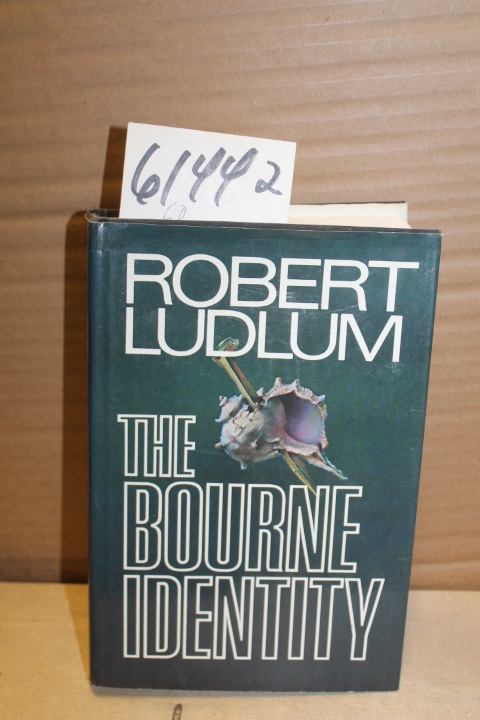 61442
ROBERT
LUDLUM
THE
BOURNE
IDENTITY